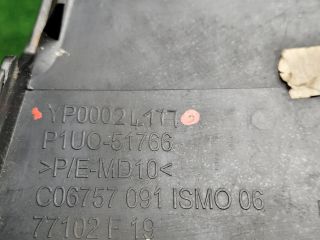 YP0002L177
P1UO-51766
>P/E-MD10<
C06757 091 ISMO 06
77102 F 19